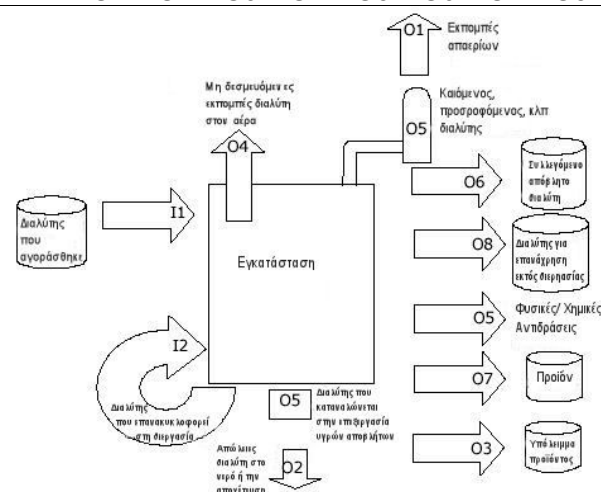 O1
Εκπομπές
απαερίων
Μη δεσμευόμενες
εκπομπές διαλύτη
στον αέρα
O4
Καιόμενος,
προσροφόμενος, κλπ
διαλύτης
O5
O6
Συλλεγόμενο
απόβλητο
διαλύτη
Διαλύτης
που
αγοράσθηκε
I1
Εγκατάσταση
O8
Διαλύτης για
επανάχρηση
εκτός διεργασίας
O5
Φυσικές/ Χημικές
Αντιδράσεις
I2
O7
Προϊόν
Διαλύτης
που επανακυκλοφορεί
στη διεργασία
O5
Διαλύτης που
καταναλώνεται
στην επεξεργασία
υγρών αποβλήτων
O3
Υπόλειμμα
προϊόντος
Απώλειες
διαλύτη στο
νερό ή την
αποχέτευση
O2